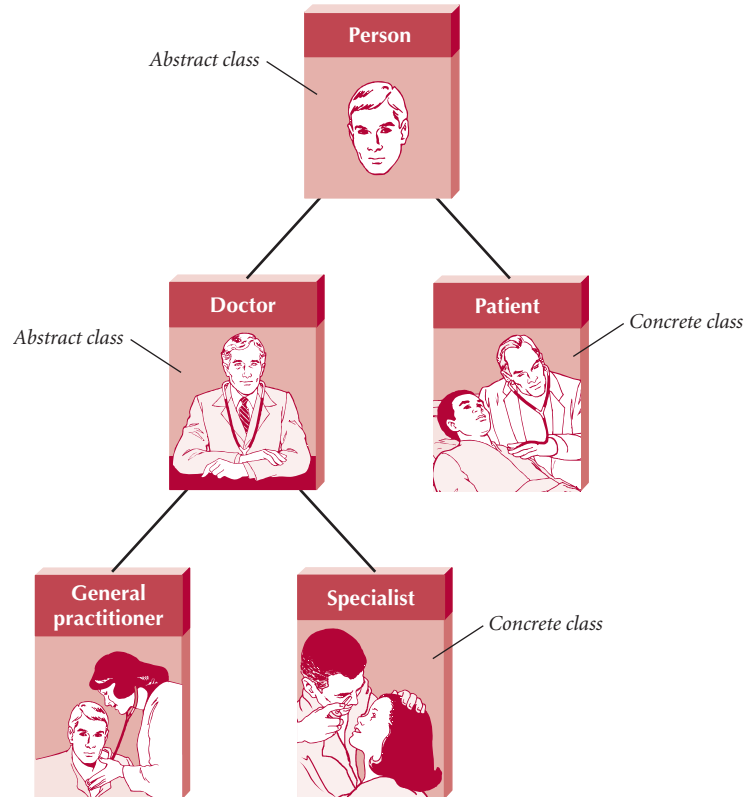 Person
Abstract class
Doctor
Patient
Abstract class
Concrete class
General
practitioner
Specialist
Concrete class